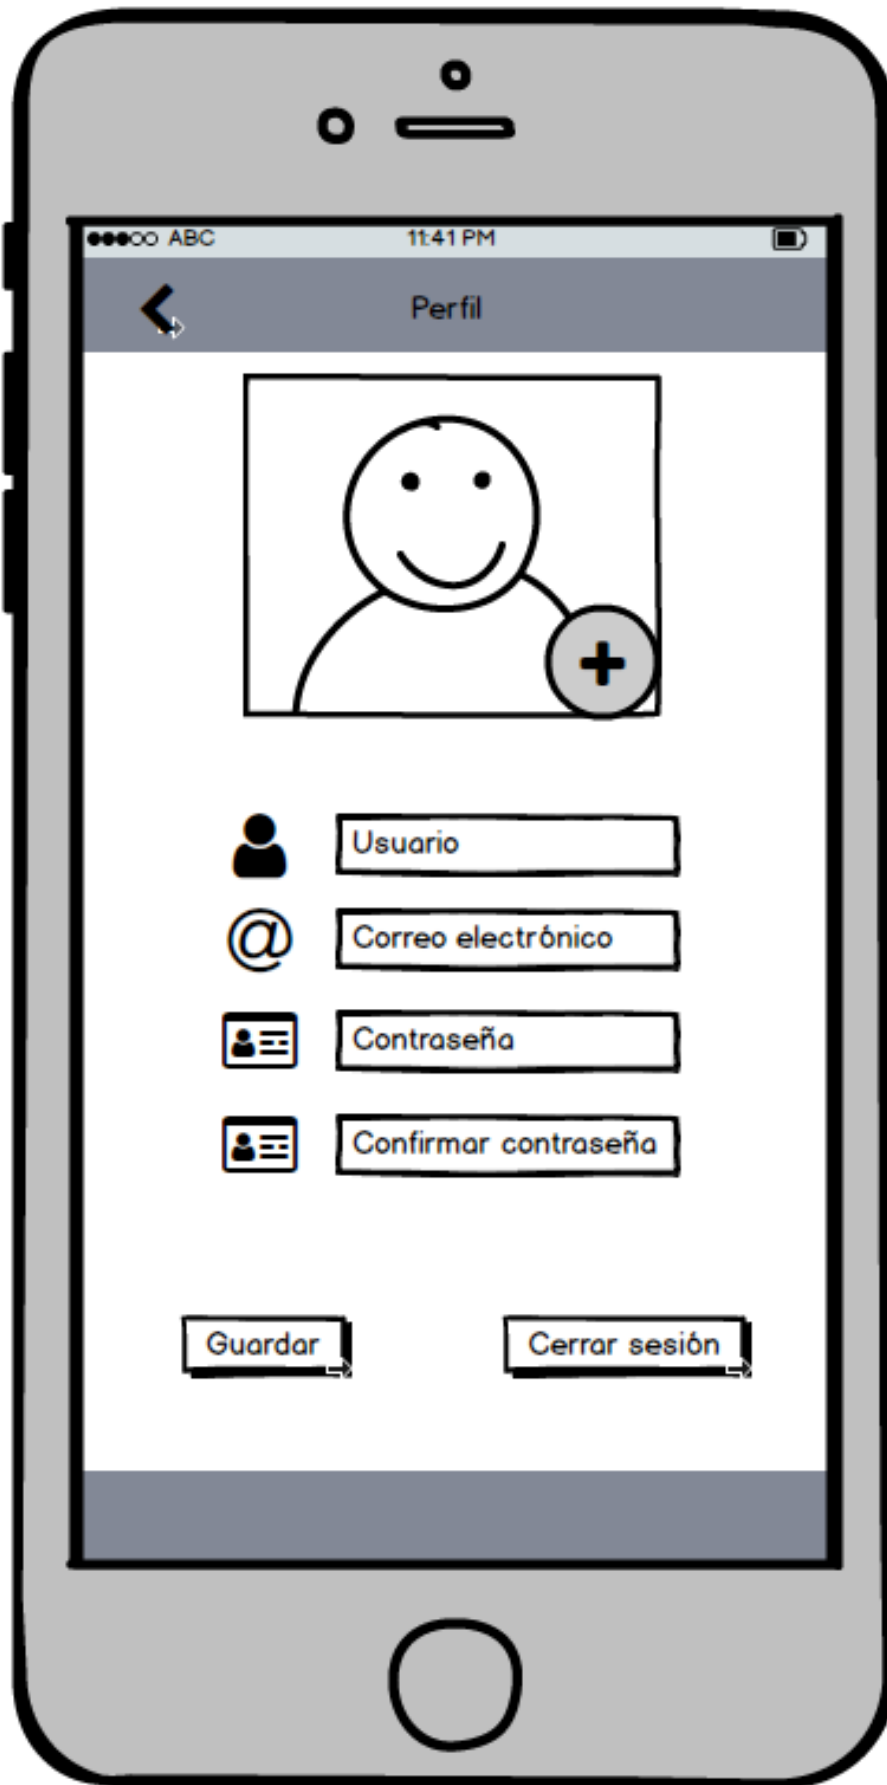 ABC 11:41 PM
Perfil
Usuario
@ Correo electrónico
Contraseña
Confirmar contraseña
Guardar Cerrar sesión